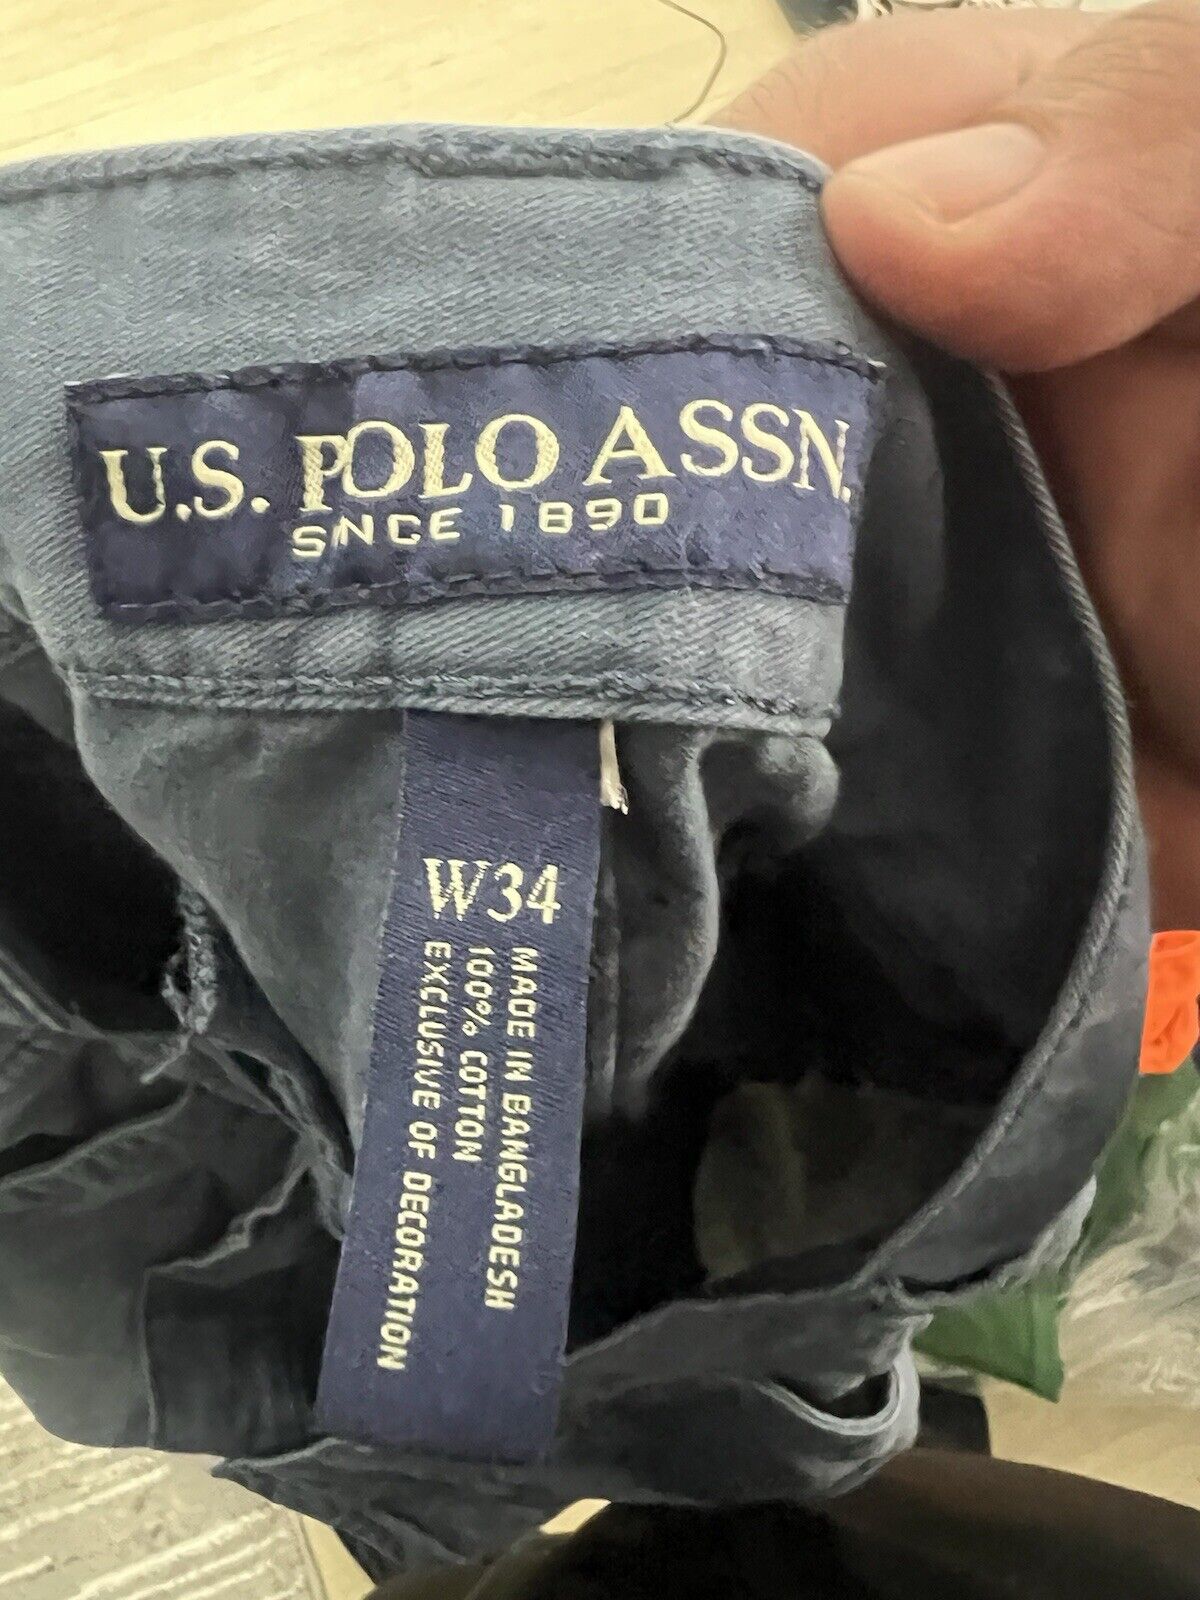 U.S. POLO ASSN.
SINCE 1890
W34
MADE IN BANGLADESH
100% COTTON
EXCLUSIVE OF DECORATION